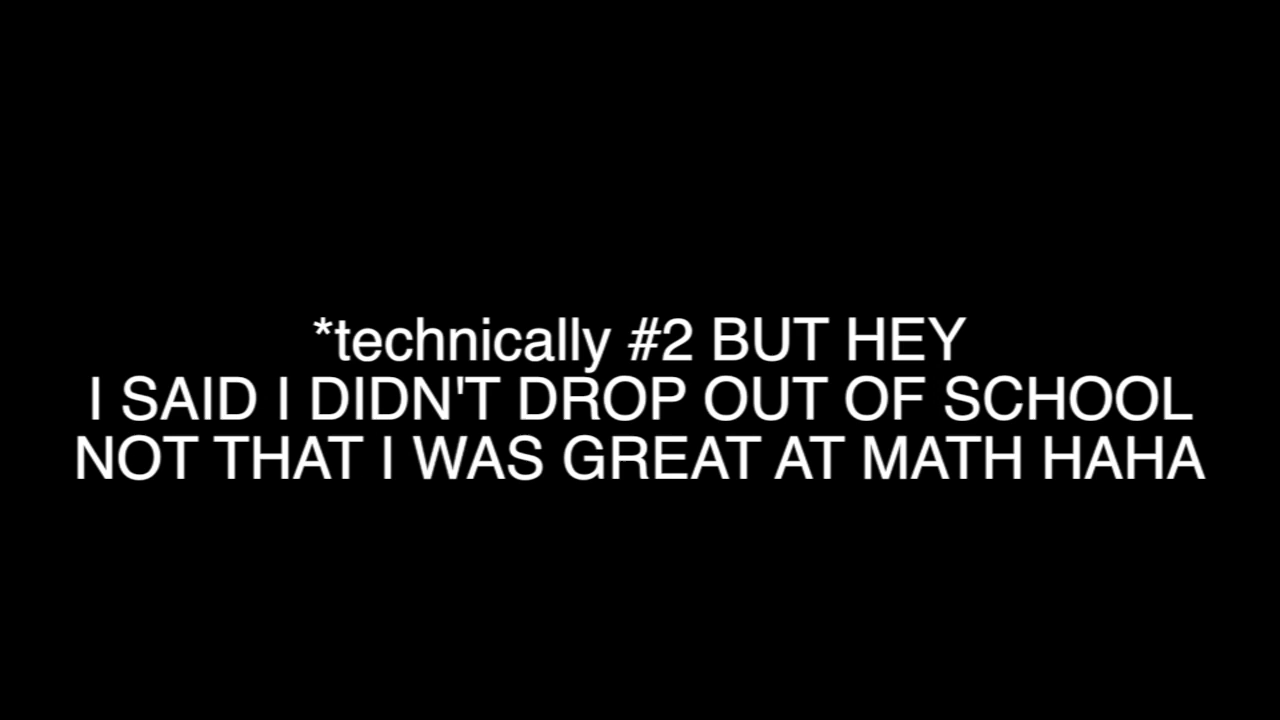 *technically #2 BUT HEY
I SAID I DIDN'T DROP OUT OF SCHOOL
NOT THAT I WAS GREAT AT MATH HAHA